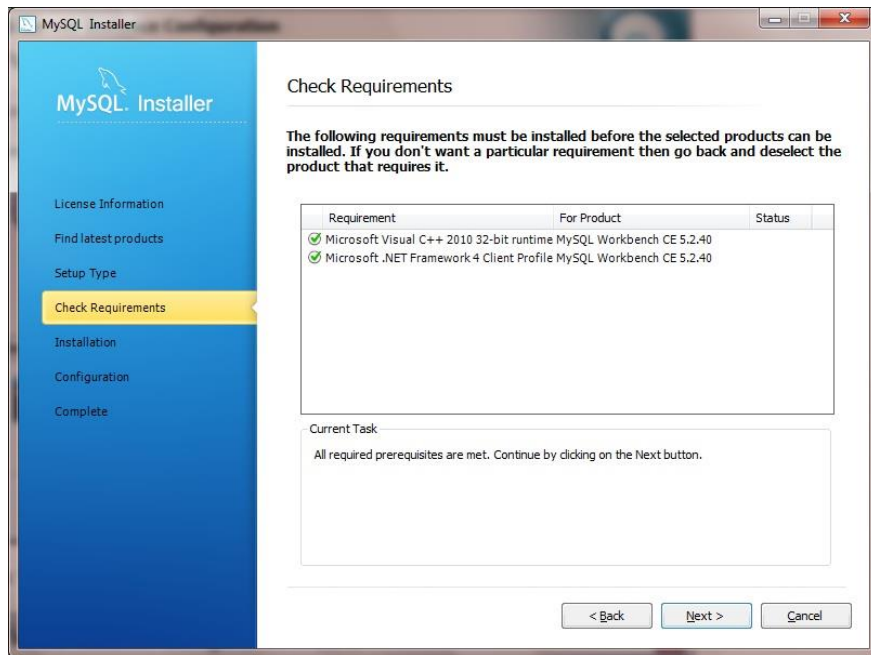 MySQL Installer
MySQL. Installer
License Information
Find latest products
Setup Type
Check Requirements
Installation
Configuration
Complete
Check Requirements
The following requirements must be installed before the selected products can be
installed. If you don't want a particular requirement then go back and deselect the
product that requires it.
Requirement For Product Status
Microsoft Visual C++ 2010 32-bit runtime MySQL Workbench CE 5.2.40
Microsoft .NET Framework 4 Client Profile MySQL Workbench CE 5.2.40
Current Task
All required prerequisites are met. Continue by clicking on the Next button.
< Back Next > Cancel